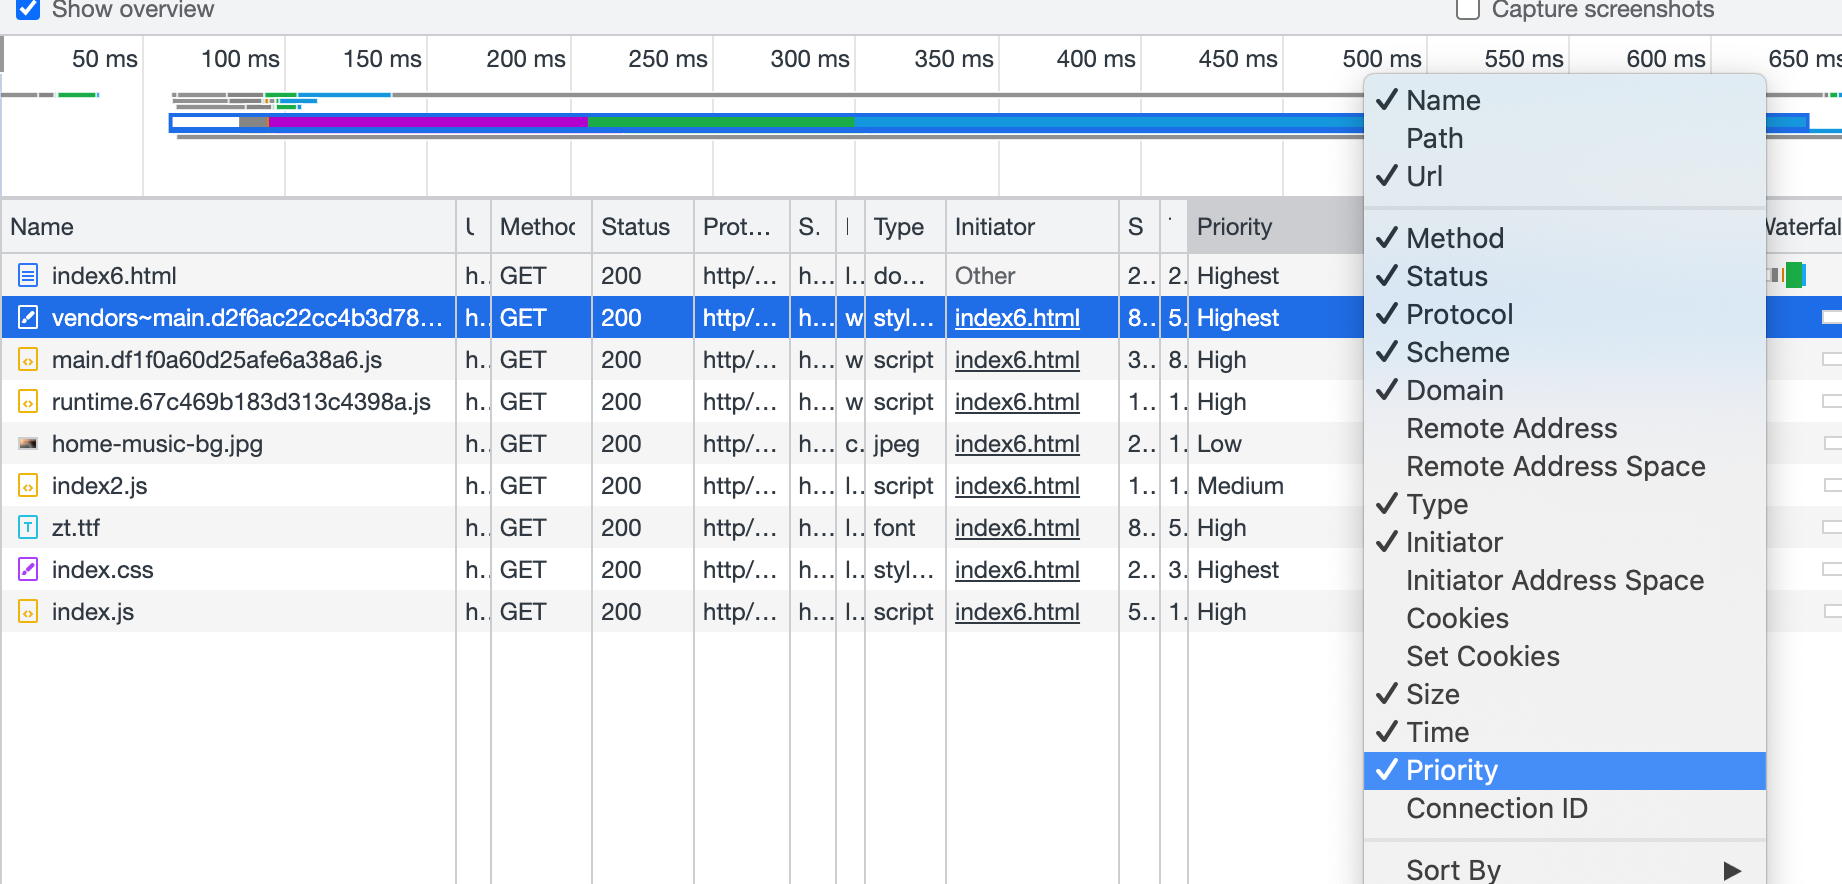 Show overview Capture screenshots
50 ms 100 ms 150 ms 200 ms 250 ms 300 ms 350 ms 400 ms 450 ms 500 ms 550 ms 600 ms 650 ms
Name Method Status Prot... S. Type Initiator S Priority Waterfal
index6.html h.. GET 200 http/... h... l.. do... Other 2.. 2. Highest
vendors~main.d2f6ac22cc4b3d78... h.. GET 200 http/... h... w styl... index6.html 8.. 5. Highest
main.df1f0a60d25afe6a38a6.js h.. GET 200 http/... h... w script index6.html 3.. 8. High
runtime.67c469b183d313c4398a.js h.. GET 200 http/... h... w script index6.html 1.. 1. High
home-music-bg.jpg h.. GET 200 http/... h... c. jpeg index6.html 2.. 1. Low
index2.js h.. GET 200 http/... h... l.. script index6.html 1.. 1. Medium
zt.ttf h.. GET 200 http/... h... l.. font index6.html 8.. 5. High
index.css h.. GET 200 http/... h... l.. styl... index6.html 2.. 3. Highest
index.js h.. GET 200 http/... h... l.. script index6.html 5.. 1. High
Name
Path
Url
Method
Status
Protocol
Scheme
Domain
Remote Address
Remote Address Space
Type
Initiator
Initiator Address Space
Cookies
Set Cookies
Size
Time
Priority
Connection ID
Sort By